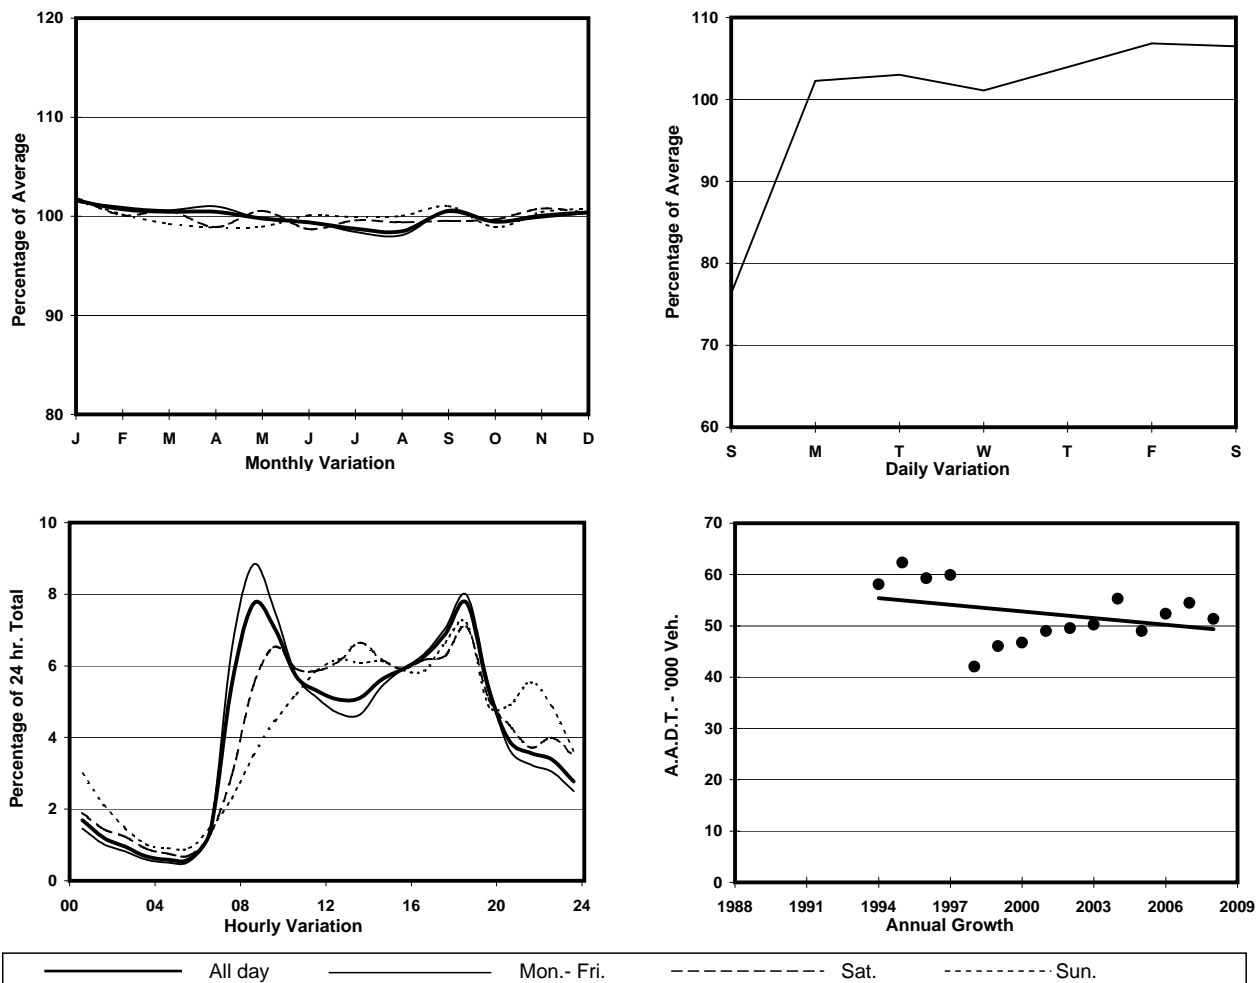 120
110
100
90
80
Percentage of Average
J F M A M J J A S O N D
Monthly Variation
110
100
90
80
70
60
Percentage of Average
S M T W T F S
Daily Variation
10
8
6
4
2
0
Percentage of 24 hr. Total
00 04 08 12 16 20 24
Hourly Variation
70
60
50
40
30
20
10
0
A.A.D.T. - '000 Veh.
1988 1991 1994 1997 2000 2003 2006 2009
Annual Growth
All day Mon.- Fri. Sat. Sun.